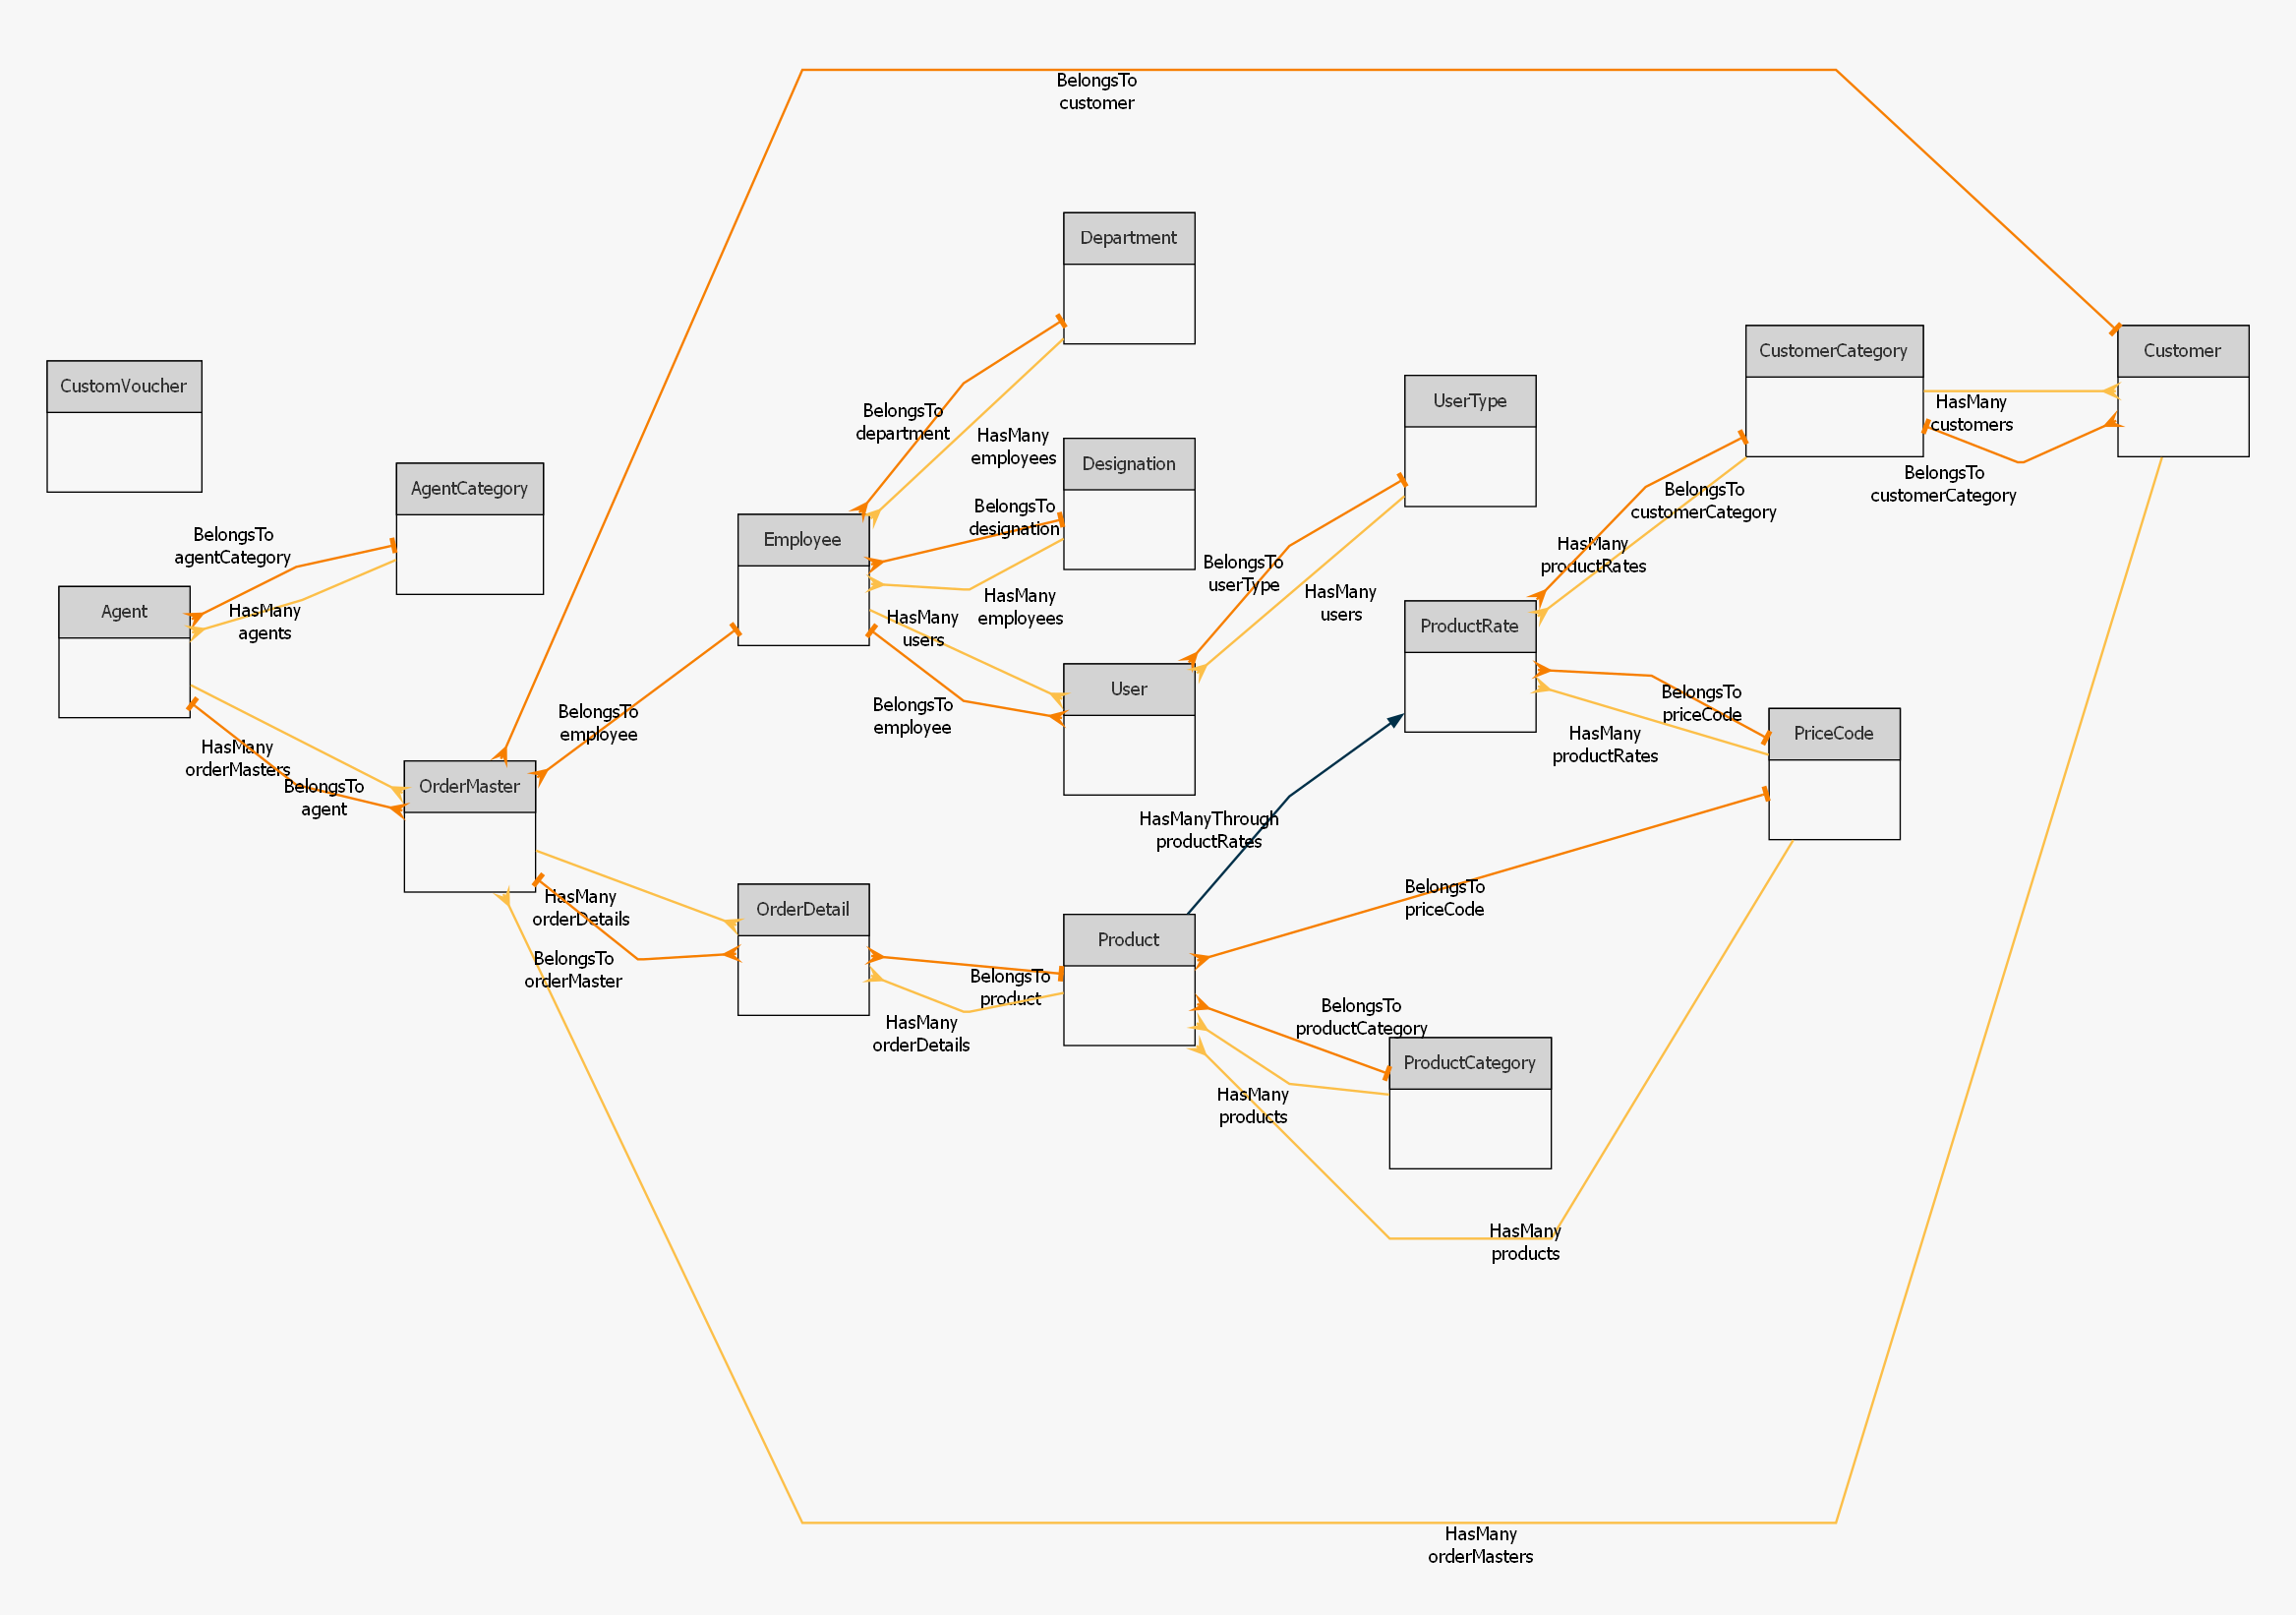 BelongsTo
customer
Department
CustomerCategory
Customer
CustomVoucher
UserType
HasMany
customers
BelongsTo
department
HasMany
employees
Designation
BelongsTo
customerCategory
AgentCategory
BelongsTo
customerCategory
BelongsTo
designation
BelongsTo
agentCategory
Employee
HasMany
productRates
BelongsTo
userType
HasMany
users
HasMany
employees
Agent
HasMany
agents
HasMany
users
ProductRate
User
BelongsTo
priceCode
BelongsTo
employee
BelongsTo
employee
PriceCode
HasMany
productRates
HasMany
orderMasters
BelongsTo
agent
OrderMaster
HasManyThrough
productRates
BelongsTo
priceCode
HasMany
orderDetails
OrderDetail
Product
BelongsTo
orderMaster
BelongsTo
product
BelongsTo
productCategory
HasMany
orderDetails
ProductCategory
HasMany
products
HasMany
products
HasMany
orderMasters